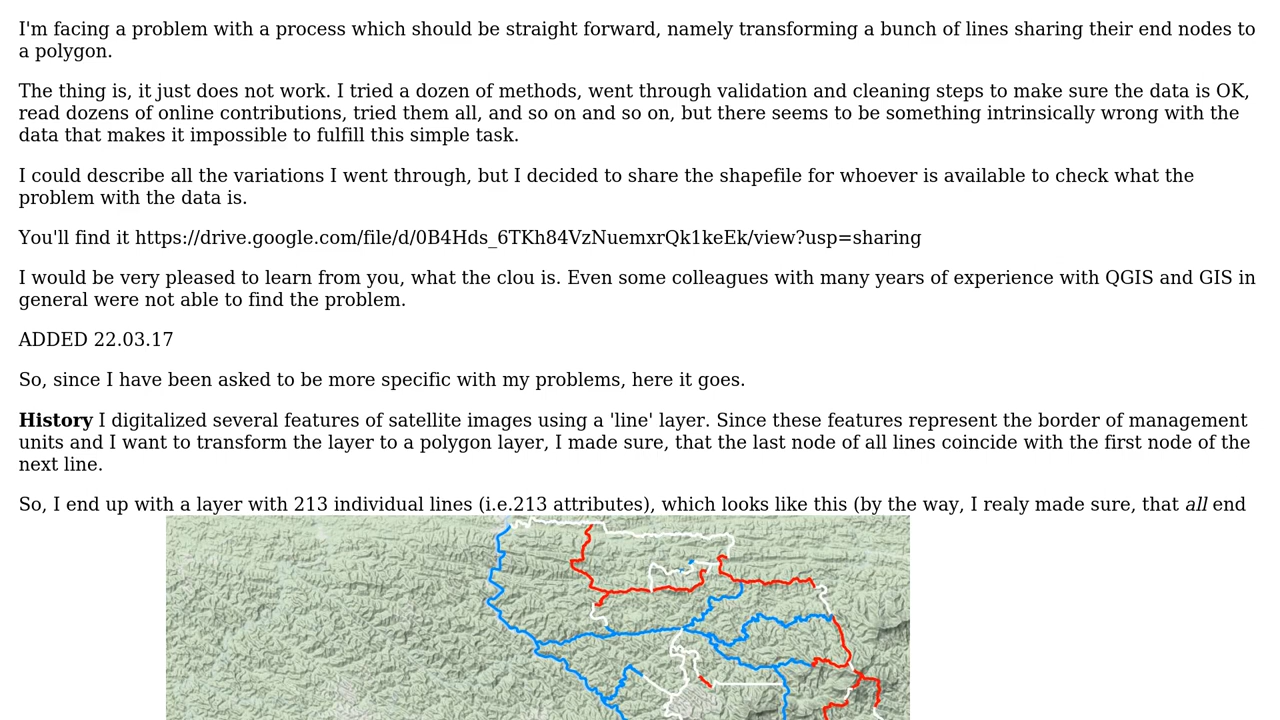 I'm facing a problem with a process which should be straight forward, namely transforming a bunch of lines sharing their end nodes to
a polygon.
The thing is, it just does not work. I tried a dozen of methods, went through validation and cleaning steps to make sure the data is OK,
read dozens of online contributions, tried them all, and so on and so on, but there seems to be something intrinsically wrong with the
data that makes it impossible to fulfill this simple task.
I could describe all the variations I went through, but I decided to share the shapefile for whoever is available to check what the
problem with the data is.
You'll find it https://drive.google.com/file/d/0B4Hds_6TKh84VzNuemxrQk1keEk/view?usp=sharing
I would be very pleased to learn from you, what the clou is. Even some colleagues with many years of experience with QGIS and GIS in
general were not able to find the problem.
ADDED 22.03.17
So, since I have been asked to be more specific with my problems, here it goes.
History I digitalized several features of satellite images using a 'line' layer. Since these features represent the border of management
units and I want to transform the layer to a polygon layer, I made sure, that the last node of all lines coincide with the first node of the
next line.
So, I end up with a layer with 213 individual lines (i.e.213 attributes), which looks like this (by the way, I realy made sure, that all end